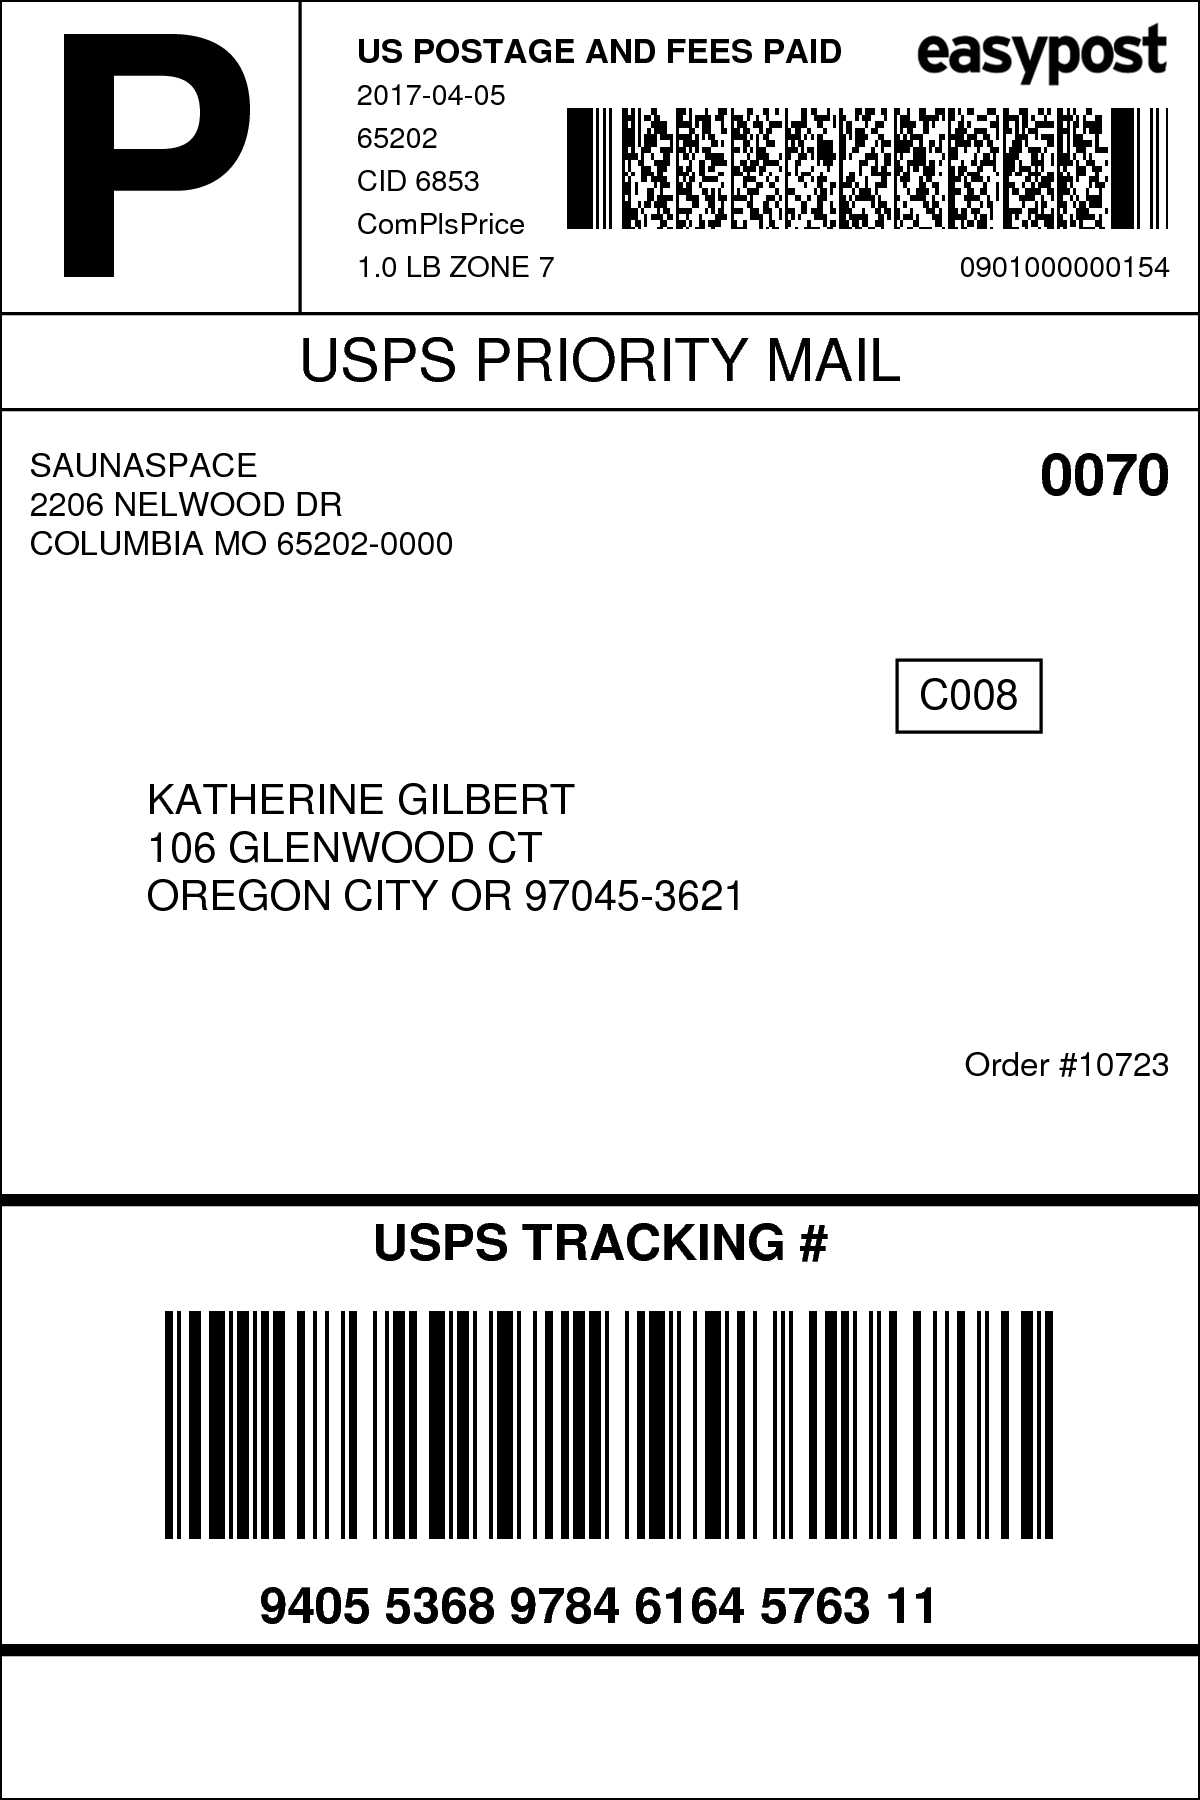 P
US POSTAGE AND FEES PAID
easypost
2017-04-05
65202
CID 6853
ComPlsPrice
1.0 LB ZONE 7
0901000000154
USPS PRIORITY MAIL
SAUNASPACE
2206 NELWOOD DR
COLUMBIA MO 65202-0000
0070
C008
KATHERINE GILBERT
106 GLENWOOD CT
OREGON CITY OR 97045-3621
Order #10723
USPS TRACKING #
9405 5368 9784 6164 5763 11